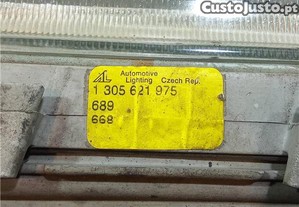 CustoJusto.pt
AL Automotive
Lighting Czech Rep.
1 305 621 975
689
668